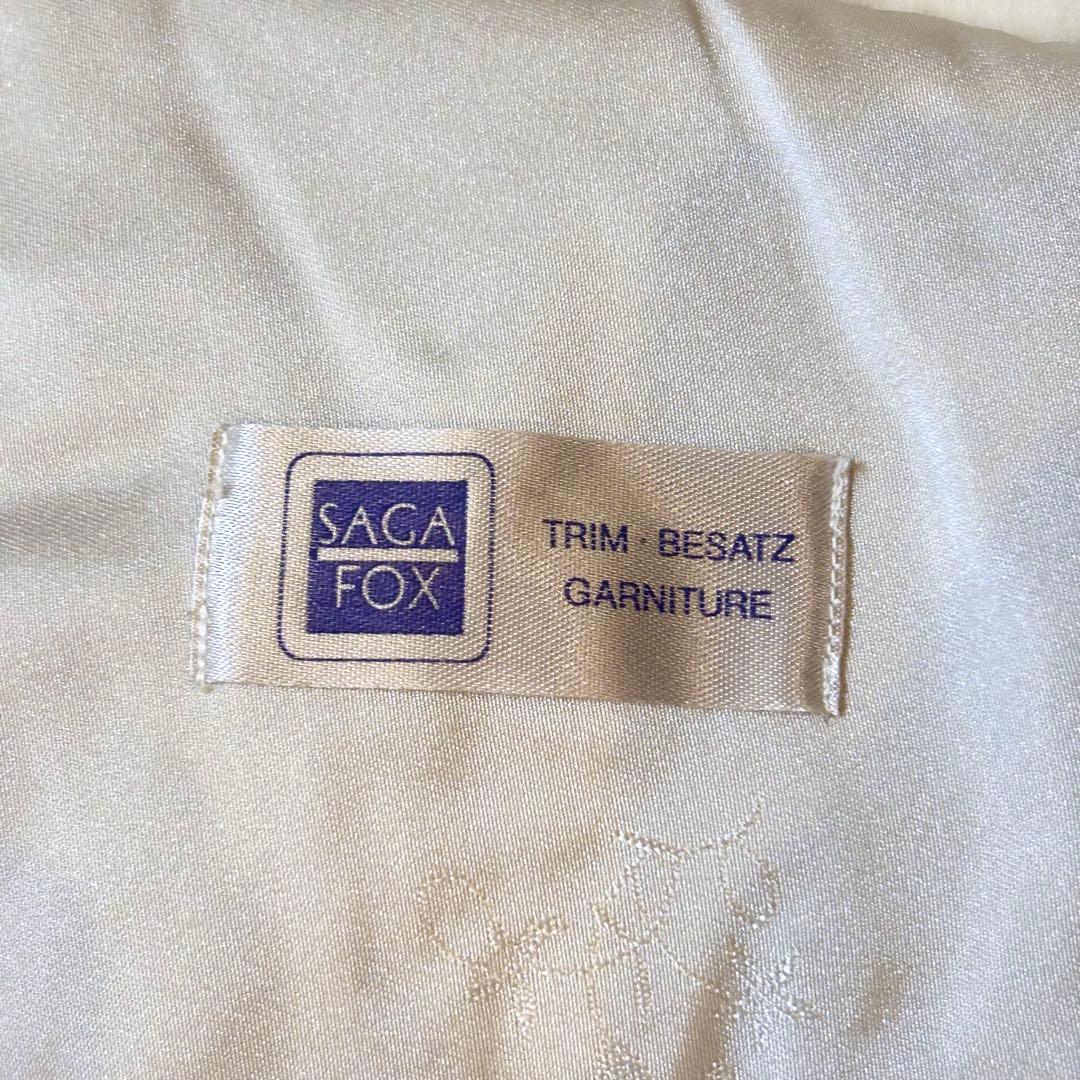 SAGA
FOX
TRIM · BESATZ
GARNITURE